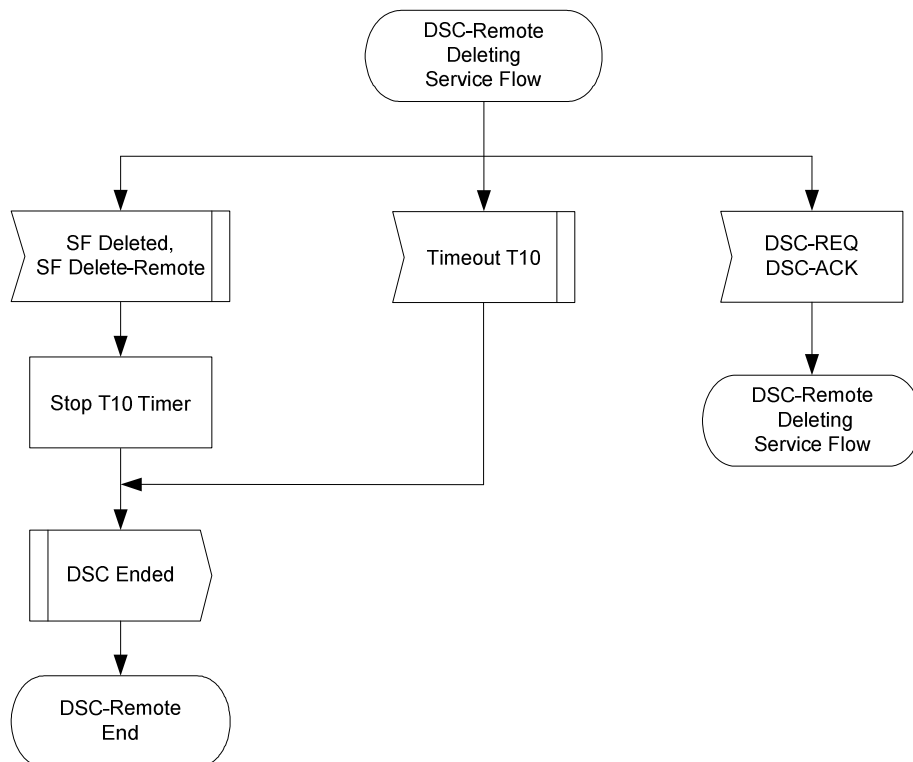 DSC-Remote
Deleting
Service Flow
SF Deleted,
SF Delete-Remote
Timeout T10
DSC-REQ
DSC-ACK
Stop T10 Timer
DSC-Remote
Deleting
Service Flow
DSC Ended
DSC-Remote
End